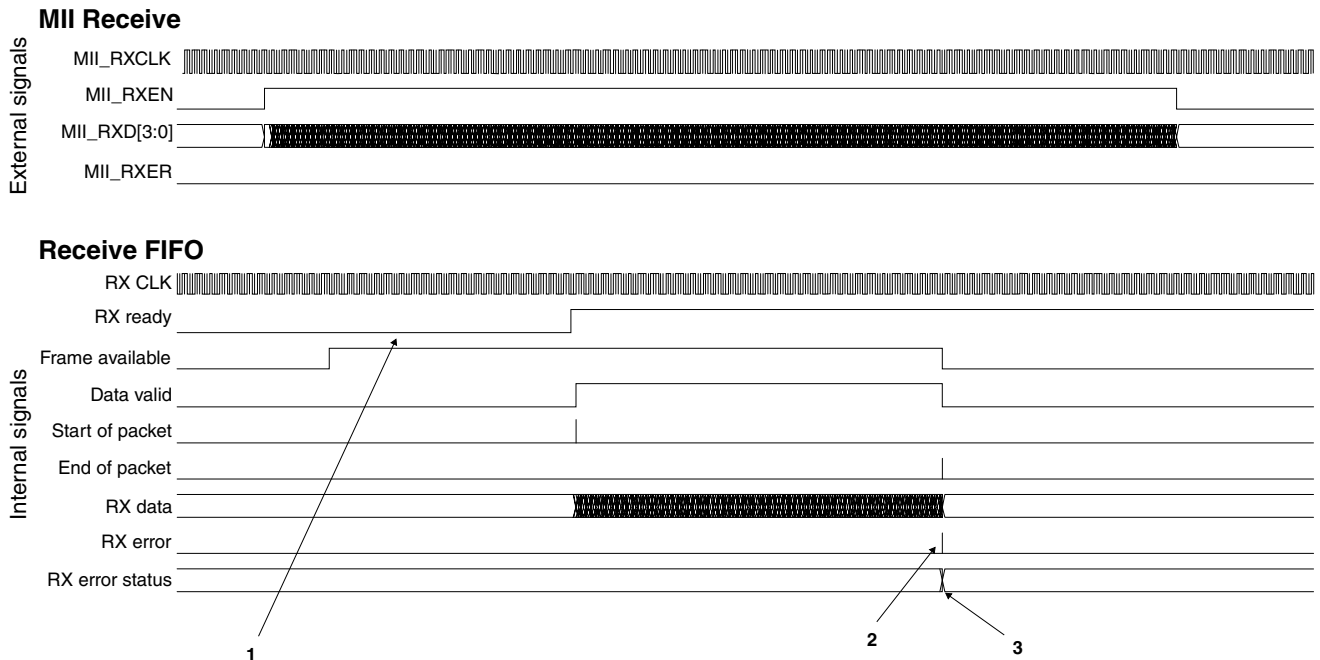 MII Receive
External signals
MII_RXCLK
MII_RXEN
MII_RXD[3:0]
MII_RXER
Receive FIFO
Internal signals
RX CLK
RX ready
Frame available
Data valid
Start of packet
End of packet
RX data
RX error
RX error status
1
2
3